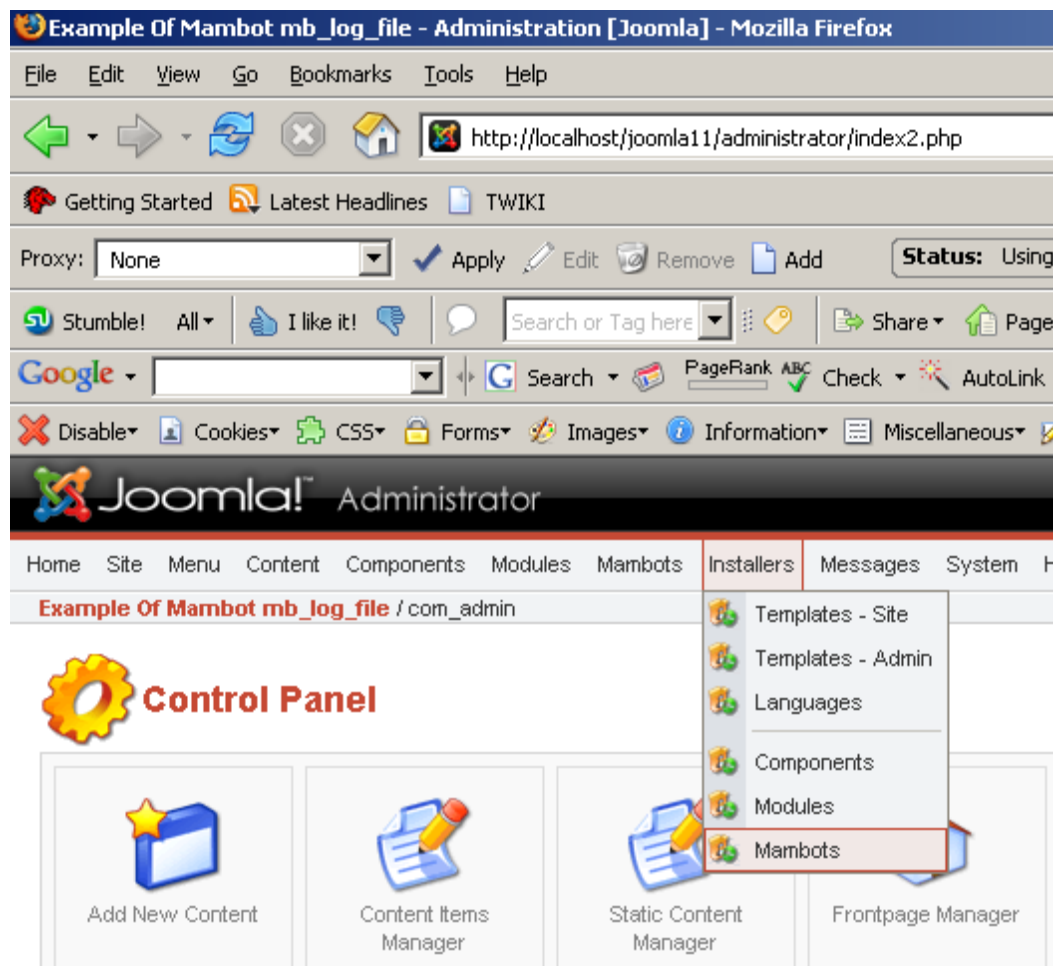 Example Of Mambot mb_log_file - Administration [Joomla] - Mozilla Firefox
File Edit View Go Bookmarks Tools Help
http://localhost/joomla11/administrator/index2.php
Getting Started Latest Headlines TWIKI
Proxy: None Apply Edit Remove Add Status: Using
Stumble! All I like it! Search or Tag here Share Page
Google Search PageRank ABC Check AutoLink
Disable Cookies CSS Forms Images Information Miscellaneous
Joomla!™ Administrator
Home Site Menu Content Components Modules Mambots Installers Messages System H
Example Of Mambot mb_log_file / com_admin
Templates - Site
Templates - Admin
Languages
Components
Modules
Mambots
Control Panel
Add New Content
Content Items
Manager
Static Content
Manager
Frontpage Manager